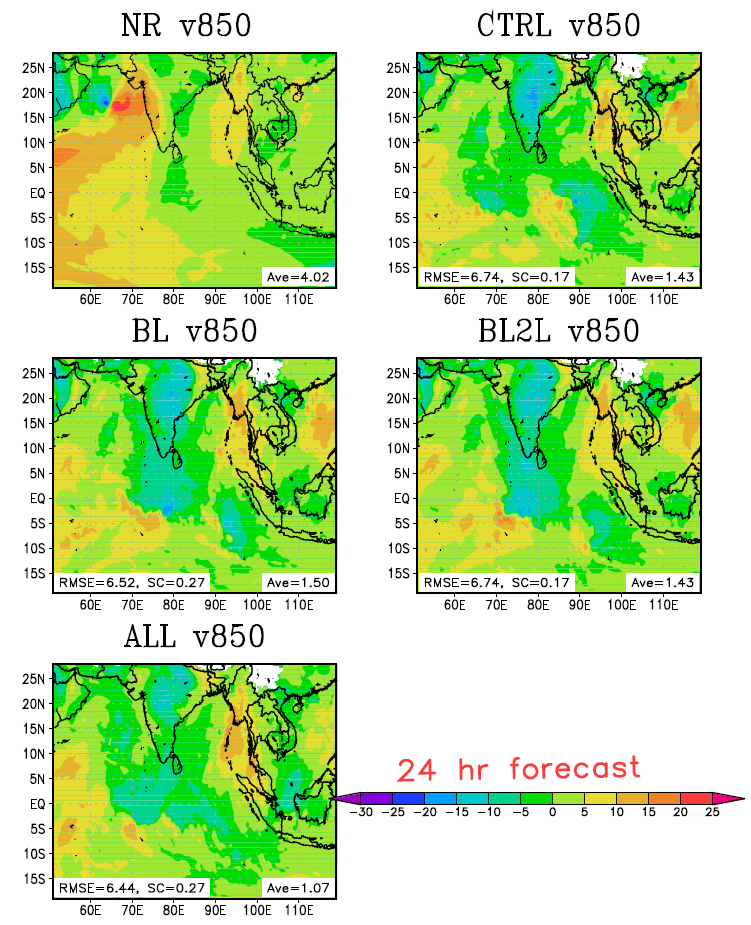 NR v850
CTRL v850
25N
20N
15N
10N
5N
EQ
5S
10S
15S
Ave=4.02
60E 70E 80E 90E 100E 110E
25N
20N
15N
10N
5N
EQ
5S
10S
15S
RMSE=6.74, SC=0.17
Ave=1.43
60E 70E 80E 90E 100E 110E
BL v850
BL2L v850
25N
20N
15N
10N
5N
EQ
5S
10S
15S
RMSE=6.52, SC=0.27
Ave=1.50
60E 70E 80E 90E 100E 110E
25N
20N
15N
10N
5N
EQ
5S
10S
15S
RMSE=6.74, SC=0.17
Ave=1.43
60E 70E 80E 90E 100E 110E
ALL v850
25N
20N
15N
10N
5N
EQ
5S
10S
15S
RMSE=6.44, SC=0.27
Ave=1.07
60E 70E 80E 90E 100E 110E
24 hr forecast
−30 −25 −20 −15 −10 −5 0 5 10 15 20 25